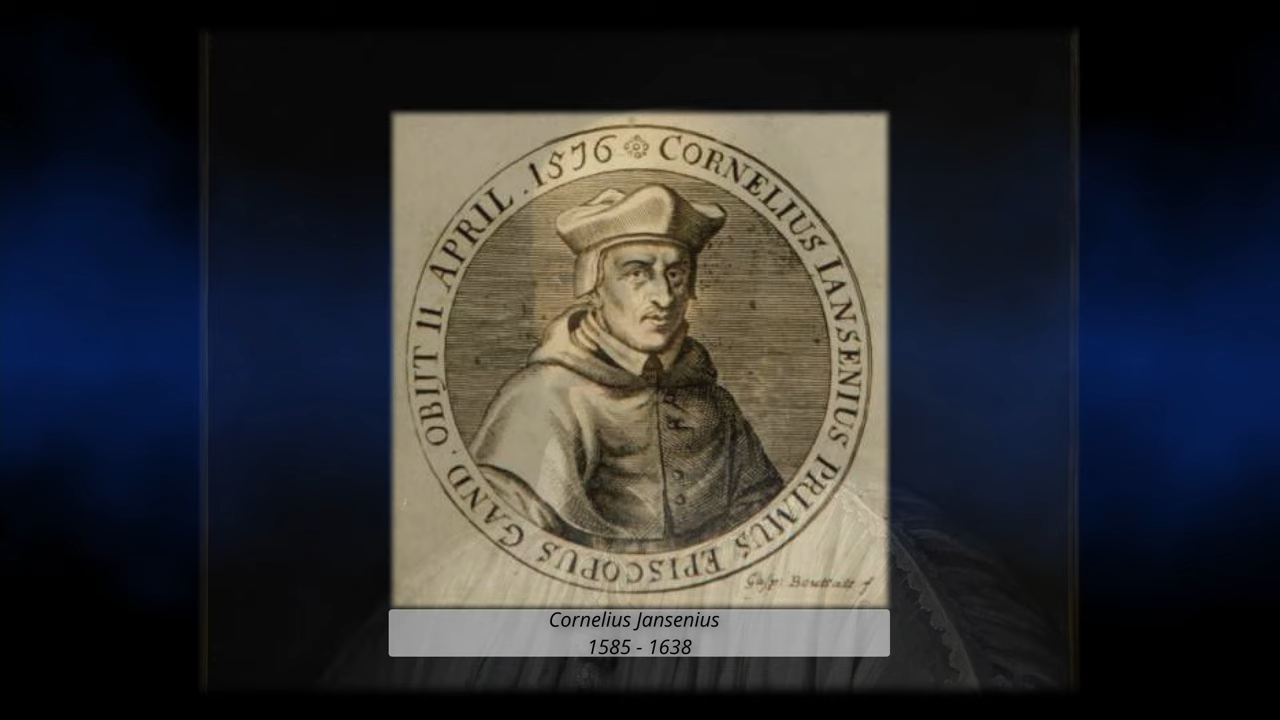 CORNELIUS IANSENIUS PRIMUS EPISCOPUS GAND. OBIJT 11 APRIL .1576
Gasp: Bouttats f
Cornelius Jansenius
1585 - 1638